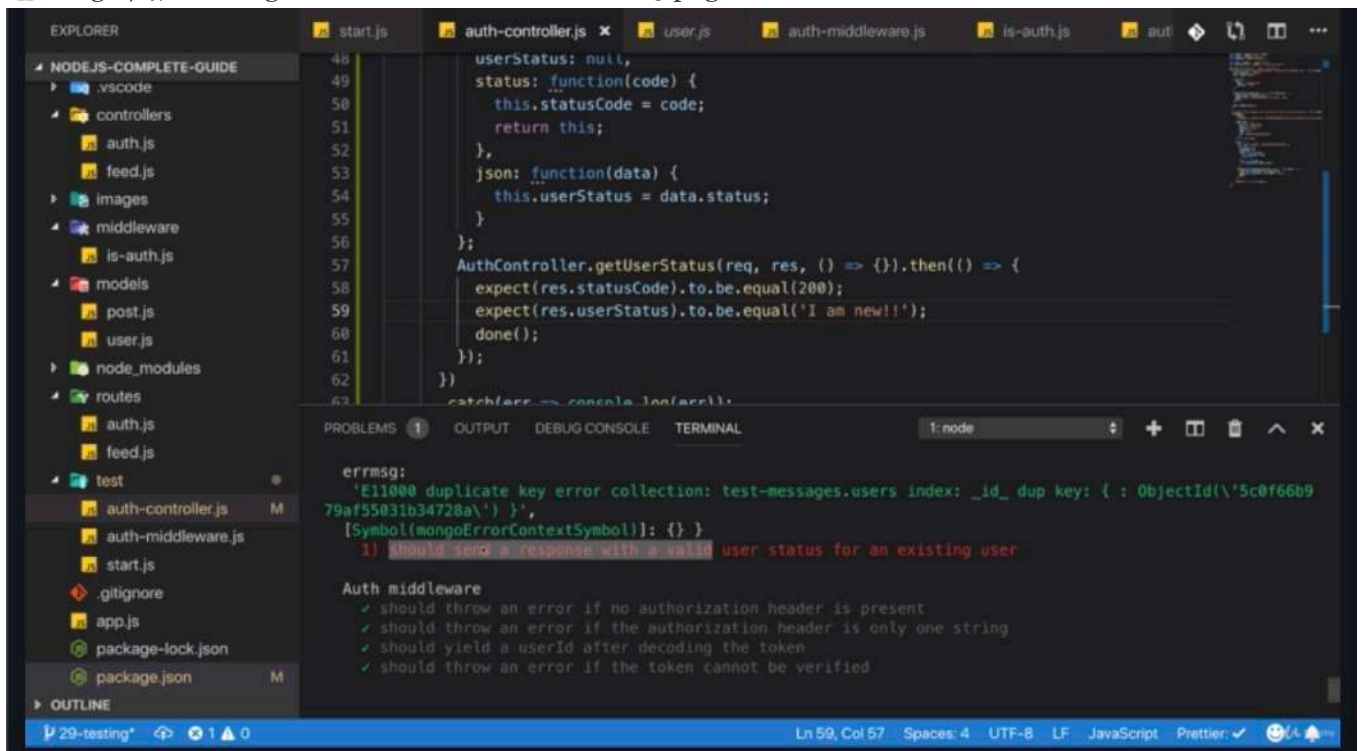 EXPLORER
start.js
auth-controller.js ×
user.js
auth-middleware.js
is-auth.js
aut
NODEJS-COMPLETE-GUIDE
.vscode
controllers
auth.js
feed.js
images
middleware
is-auth.js
models
post.js
user.js
node_modules
routes
auth.js
feed.js
test
auth-controller.js M
auth-middleware.js
start.js
.gitignore
app.js
package-lock.json
package.json M
OUTLINE
48 userStatus: null,
49 status: function(code) {
50 this.statusCode = code;
51 return this;
52 },
53 json: function(data) {
54 this.userStatus = data.status;
55 }
56 };
57 AuthController.getUserStatus(req, res, () => {}).then(() => {
58 expect(res.statusCode).to.be.equal(200);
59 expect(res.userStatus).to.be.equal('I am new!!');
60 done();
61 });
62 })
63 catch(err => console.log(err));
PROBLEMS 1 OUTPUT DEBUG CONSOLE TERMINAL 1: node
errmsg:
'E11000 duplicate key error collection: test-messages.users index: _id_ dup key: { : ObjectId(\'5c0f66b9
79af55031b34728a\') }',
[Symbol(mongoErrorContextSymbol)]: {} }
1) should send a response with a valid user status for an existing user
Auth middleware
✓ should throw an error if no authorization header is present
✓ should throw an error if the authorization header is only one string
✓ should yield a userId after decoding the token
✓ should throw an error if the token cannot be verified
29-testing* 1 0 Ln 59, Col 57 Spaces: 4 UTF-8 LF JavaScript Prettier: ✓